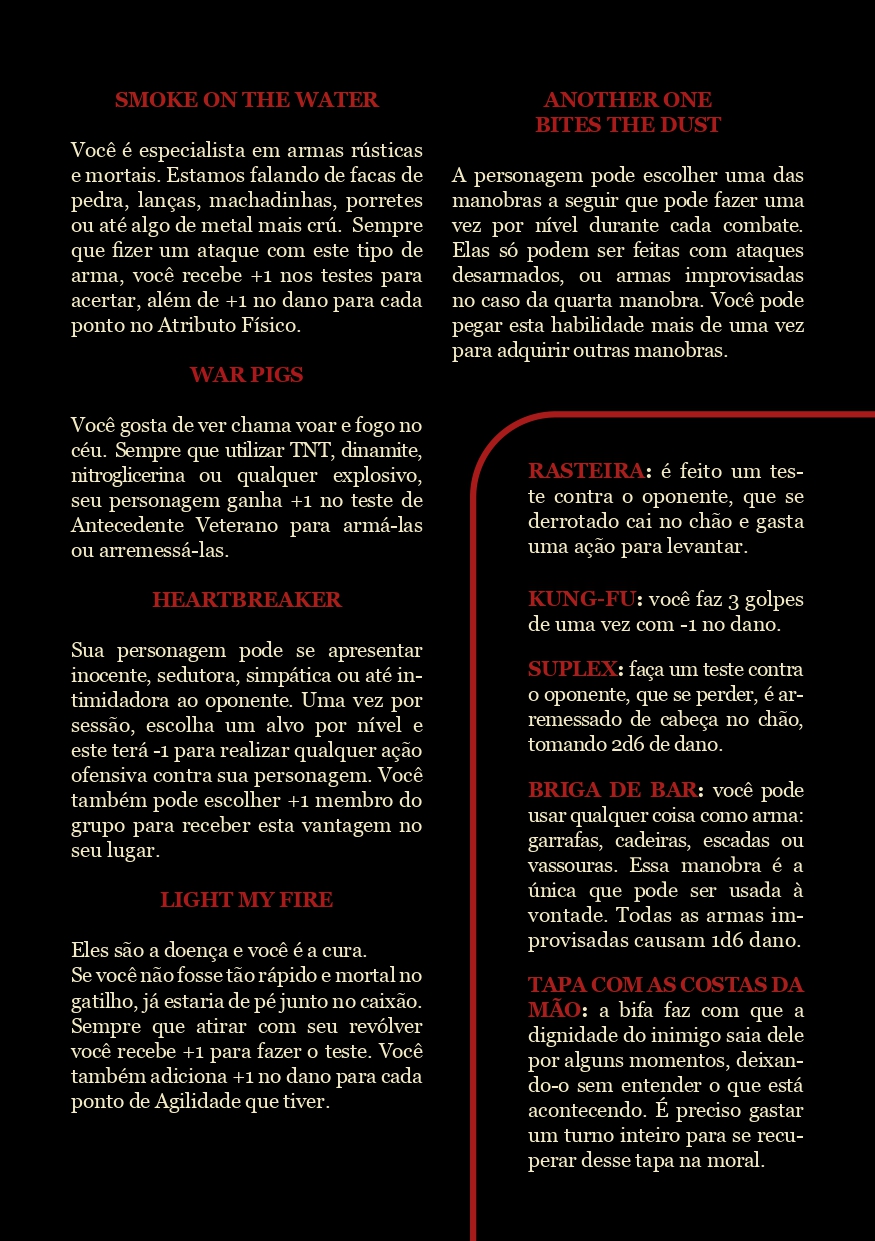 SMOKE ON THE WATER
Você é especialista em armas rústicas
e mortais. Estamos falando de facas de
pedra, lanças, machadinhas, porretes
ou até algo de metal mais crú. Sempre
que fizer um ataque com este tipo de
arma, você recebe +1 nos testes para
acertar, além de +1 no dano para cada
ponto no Atributo Físico.
WAR PIGS
Você gosta de ver chama voar e fogo no
céu. Sempre que utilizar TNT, dinamite,
nitroglicerina ou qualquer explosivo,
seu personagem ganha +1 no teste de
Antecedente Veterano para armá-las
ou arremessá-las.
HEARTBREAKER
Sua personagem pode se apresentar
inocente, sedutora, simpática ou até in-
timidadora ao oponente. Uma vez por
sessão, escolha um alvo por nível e
este terá -1 para realizar qualquer ação
ofensiva contra sua personagem. Você
também pode escolher +1 membro do
grupo para receber esta vantagem no
seu lugar.
LIGHT MY FIRE
Eles são a doença e você é a cura.
Se você não fosse tão rápido e mortal no
gatilho, já estaria de pé junto no caixão.
Sempre que atirar com seu revólver
você recebe +1 para fazer o teste. Você
também adiciona +1 no dano para cada
ponto de Agilidade que tiver.
ANOTHER ONE
BITES THE DUST
A personagem pode escolher uma das
manobras a seguir que pode fazer uma
vez por nível durante cada combate.
Elas só podem ser feitas com ataques
desarmados, ou armas improvisadas
no caso da quarta manobra. Você pode
pegar esta habilidade mais de uma vez
para adquirir outras manobras.
RASTEIRA: é feito um tes-
te contra o oponente, que se
derrotado cai no chão e gasta
uma ação para levantar.
KUNG-FU: você faz 3 golpes
de uma vez com -1 no dano.
SUPLEX: faça um teste contra
o oponente, que se perder, é ar-
remessado de cabeça no chão,
tomando 2d6 de dano.
BRIGA DE BAR: você pode
usar qualquer coisa como arma:
garrafas, cadeiras, escadas ou
vassouras. Essa manobra é a
única que pode ser usada à
vontade. Todas as armas im-
provisadas causam 1d6 dano.
TAPA COM AS COSTAS DA
MÃO: a bifa faz com que a
dignidade do inimigo saia dele
por alguns momentos, deixan-
do-o sem entender o que está
acontecendo. É preciso gastar
um turno inteiro para se recu-
perar desse tapa na moral.